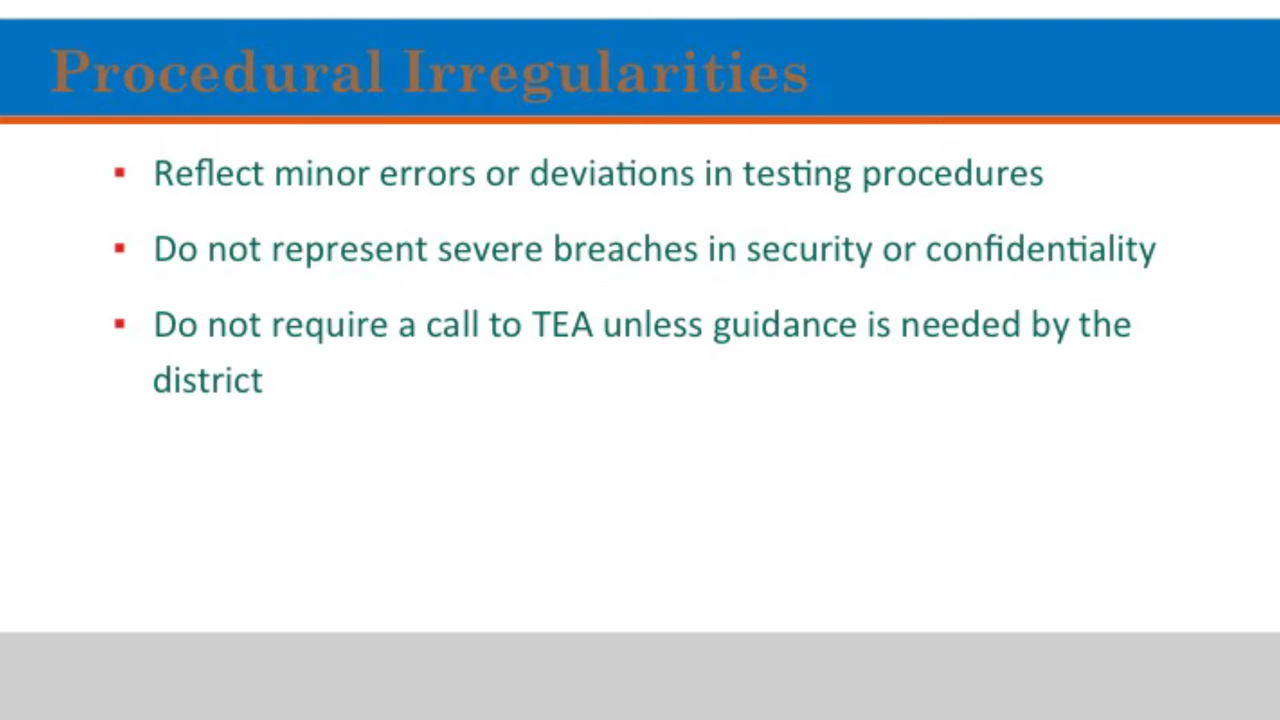 Procedural Irregularities
▪ Reflect minor errors or deviations in testing procedures
▪ Do not represent severe breaches in security or confidentiality
▪ Do not require a call to TEA unless guidance is needed by the
district